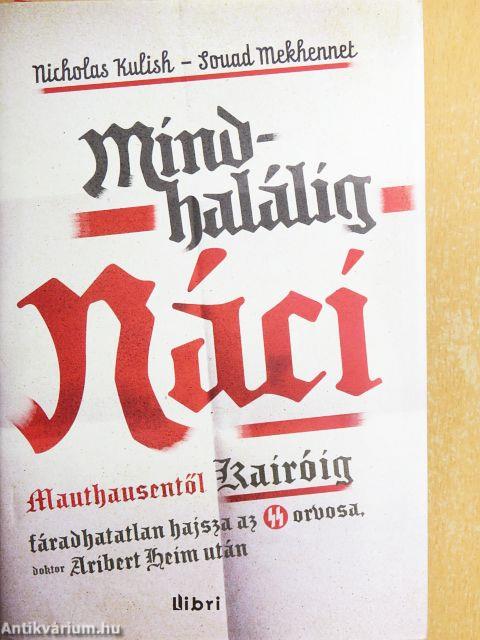 Nicholas Kulish – Souad Mekhennet
Mind-
halálig
Náci
Mauthausentől Kairóig
fáradhatatlan hajsza az SS orvosa,
doktor Aribert Heim után
Libri
Antikvárium.hu